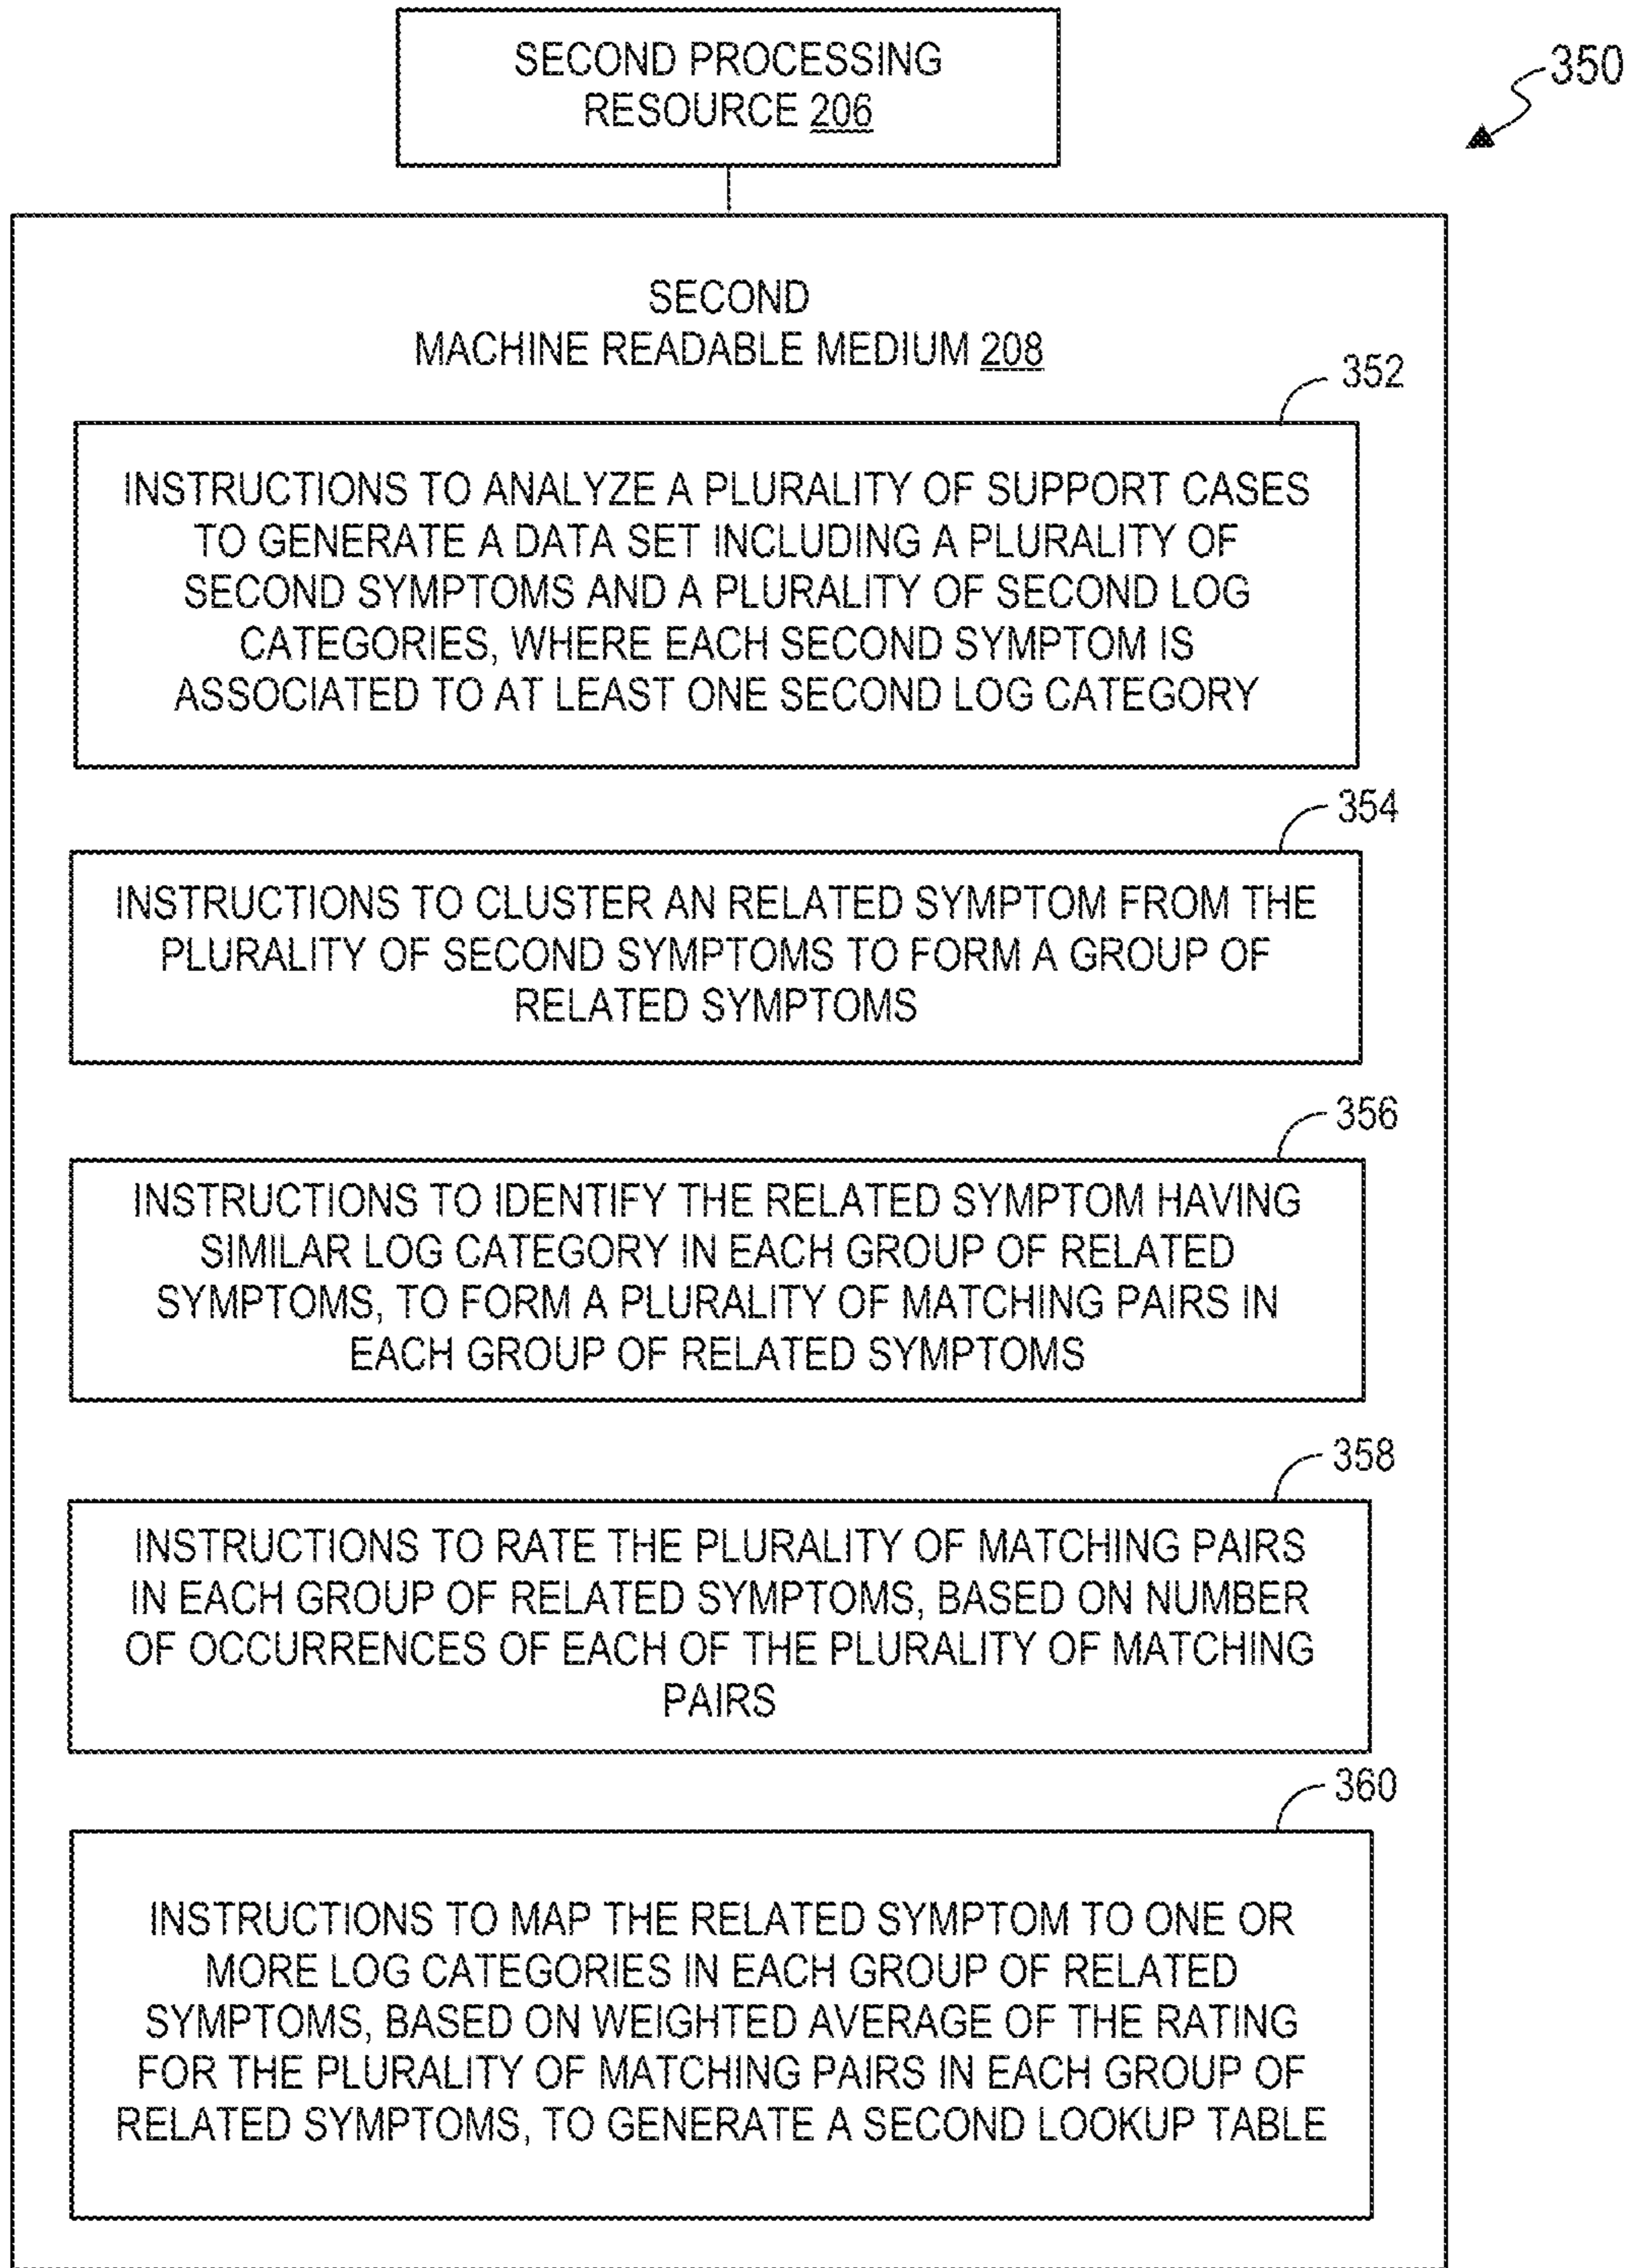 SECOND PROCESSING
RESOURCE 206
350
SECOND
MACHINE READABLE MEDIUM 208
352
INSTRUCTIONS TO ANALYZE A PLURALITY OF SUPPORT CASES
TO GENERATE A DATA SET INCLUDING A PLURALITY OF
SECOND SYMPTOMS AND A PLURALITY OF SECOND LOG
CATEGORIES, WHERE EACH SECOND SYMPTOM IS
ASSOCIATED TO AT LEAST ONE SECOND LOG CATEGORY
354
INSTRUCTIONS TO CLUSTER AN RELATED SYMPTOM FROM THE
PLURALITY OF SECOND SYMPTOMS TO FORM A GROUP OF
RELATED SYMPTOMS
356
INSTRUCTIONS TO IDENTIFY THE RELATED SYMPTOM HAVING
SIMILAR LOG CATEGORY IN EACH GROUP OF RELATED
SYMPTOMS, TO FORM A PLURALITY OF MATCHING PAIRS IN
EACH GROUP OF RELATED SYMPTOMS
358
INSTRUCTIONS TO RATE THE PLURALITY OF MATCHING PAIRS
IN EACH GROUP OF RELATED SYMPTOMS, BASED ON NUMBER
OF OCCURRENCES OF EACH OF THE PLURALITY OF MATCHING
PAIRS
360
INSTRUCTIONS TO MAP THE RELATED SYMPTOM TO ONE OR
MORE LOG CATEGORIES IN EACH GROUP OF RELATED
SYMPTOMS, BASED ON WEIGHTED AVERAGE OF THE RATING
FOR THE PLURALITY OF MATCHING PAIRS IN EACH GROUP OF
RELATED SYMPTOMS, TO GENERATE A SECOND LOOKUP TABLE